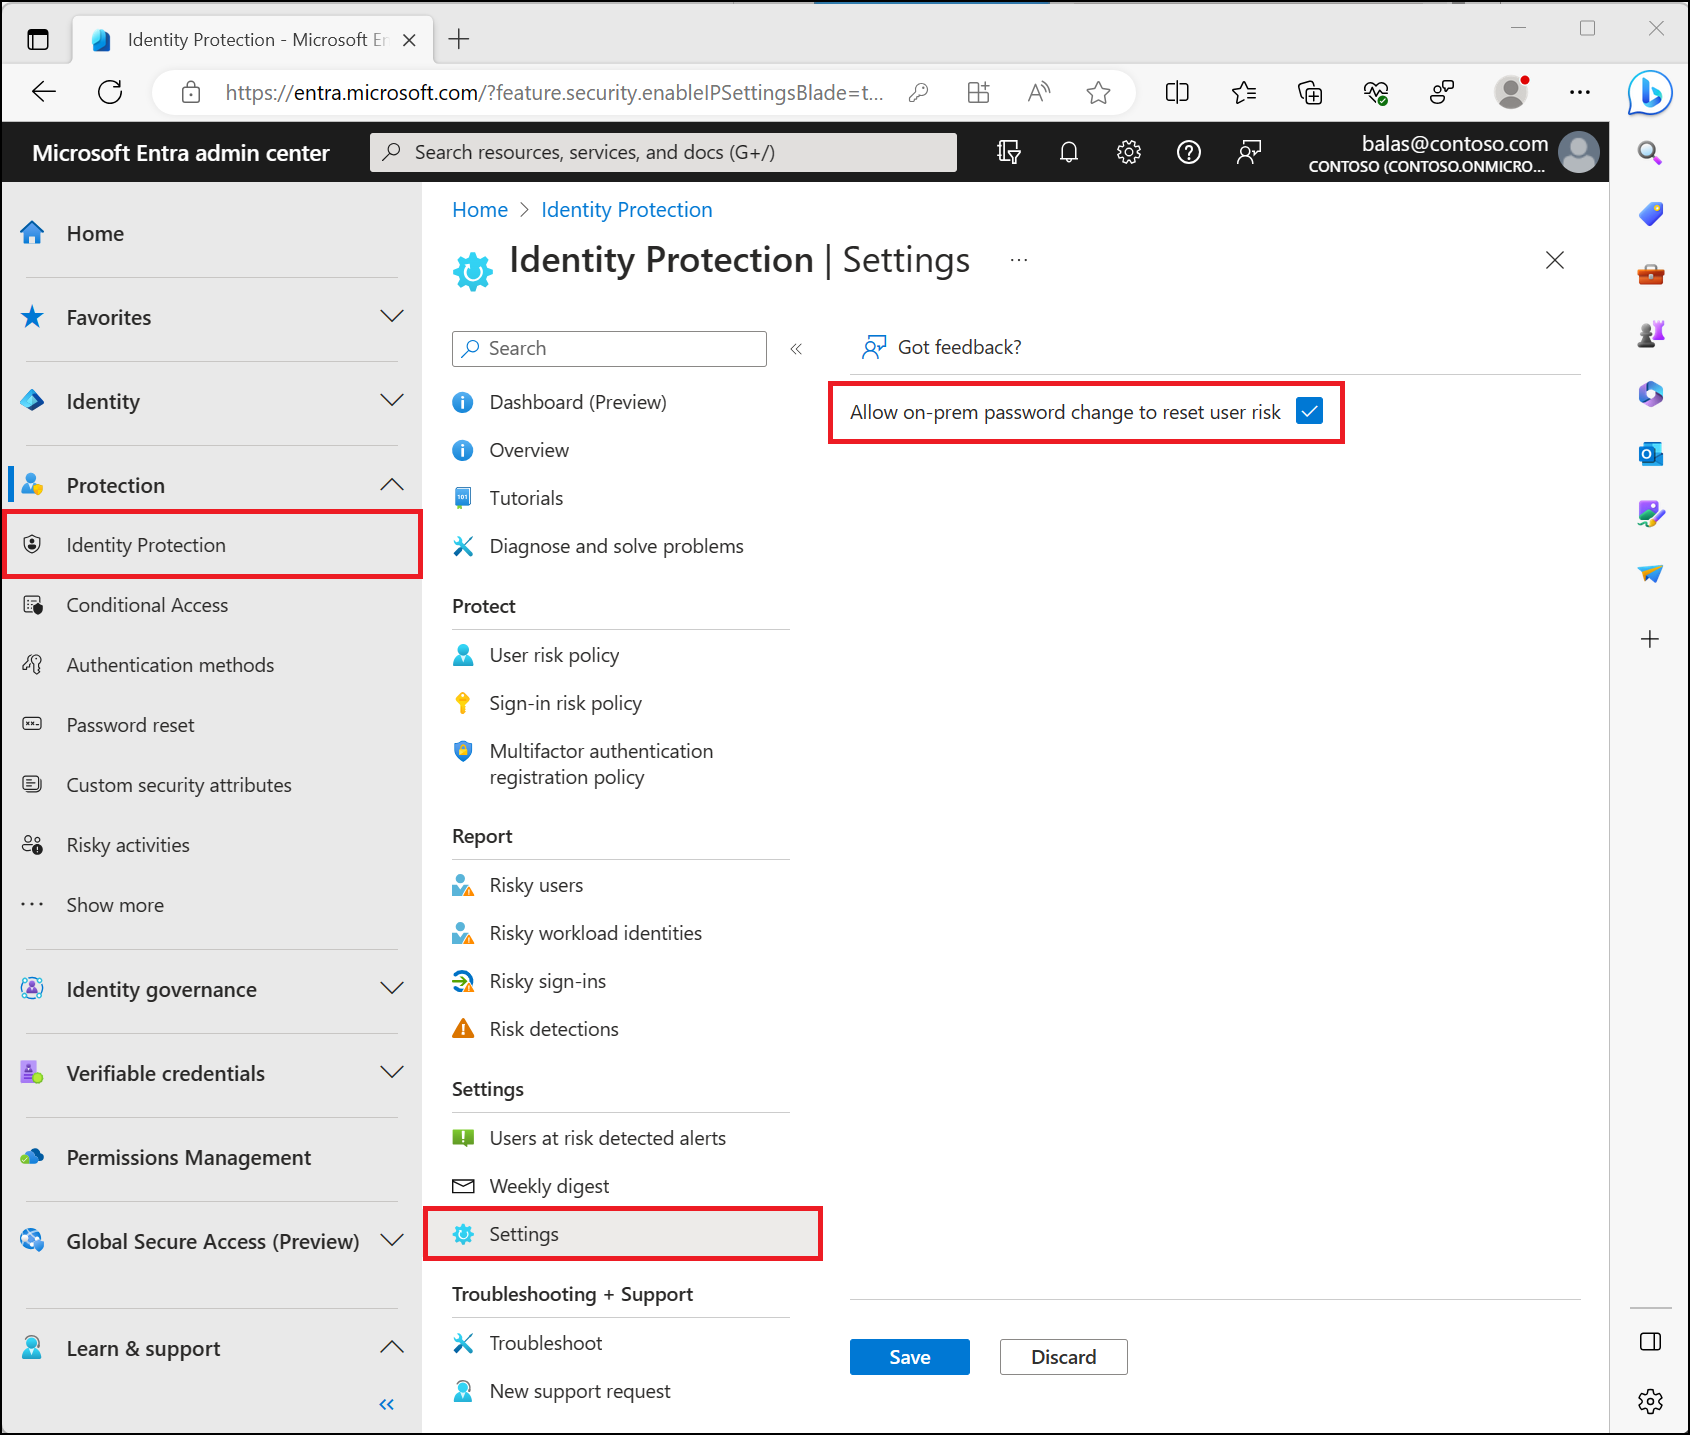 Identity Protection - Microsoft En
https://entra.microsoft.com/?feature.security.enableIPSettingsBlade=t...
Microsoft Entra admin center
Search resources, services, and docs (G+/)
balas@contoso.com
CONTOSO (CONTOSO.ONMICRO...
Home
Favorites
Identity
Protection
Identity Protection
Conditional Access
Authentication methods
Password reset
Custom security attributes
Risky activities
Show more
Identity governance
Verifiable credentials
Permissions Management
Global Secure Access (Preview)
Learn & support
Home > Identity Protection
Identity Protection | Settings
Search
Dashboard (Preview)
Overview
Tutorials
Diagnose and solve problems
Protect
User risk policy
Sign-in risk policy
Multifactor authentication
registration policy
Report
Risky users
Risky workload identities
Risky sign-ins
Risk detections
Settings
Users at risk detected alerts
Weekly digest
Settings
Troubleshooting + Support
Troubleshoot
New support request
Got feedback?
Allow on-prem password change to reset user risk
Save
Discard